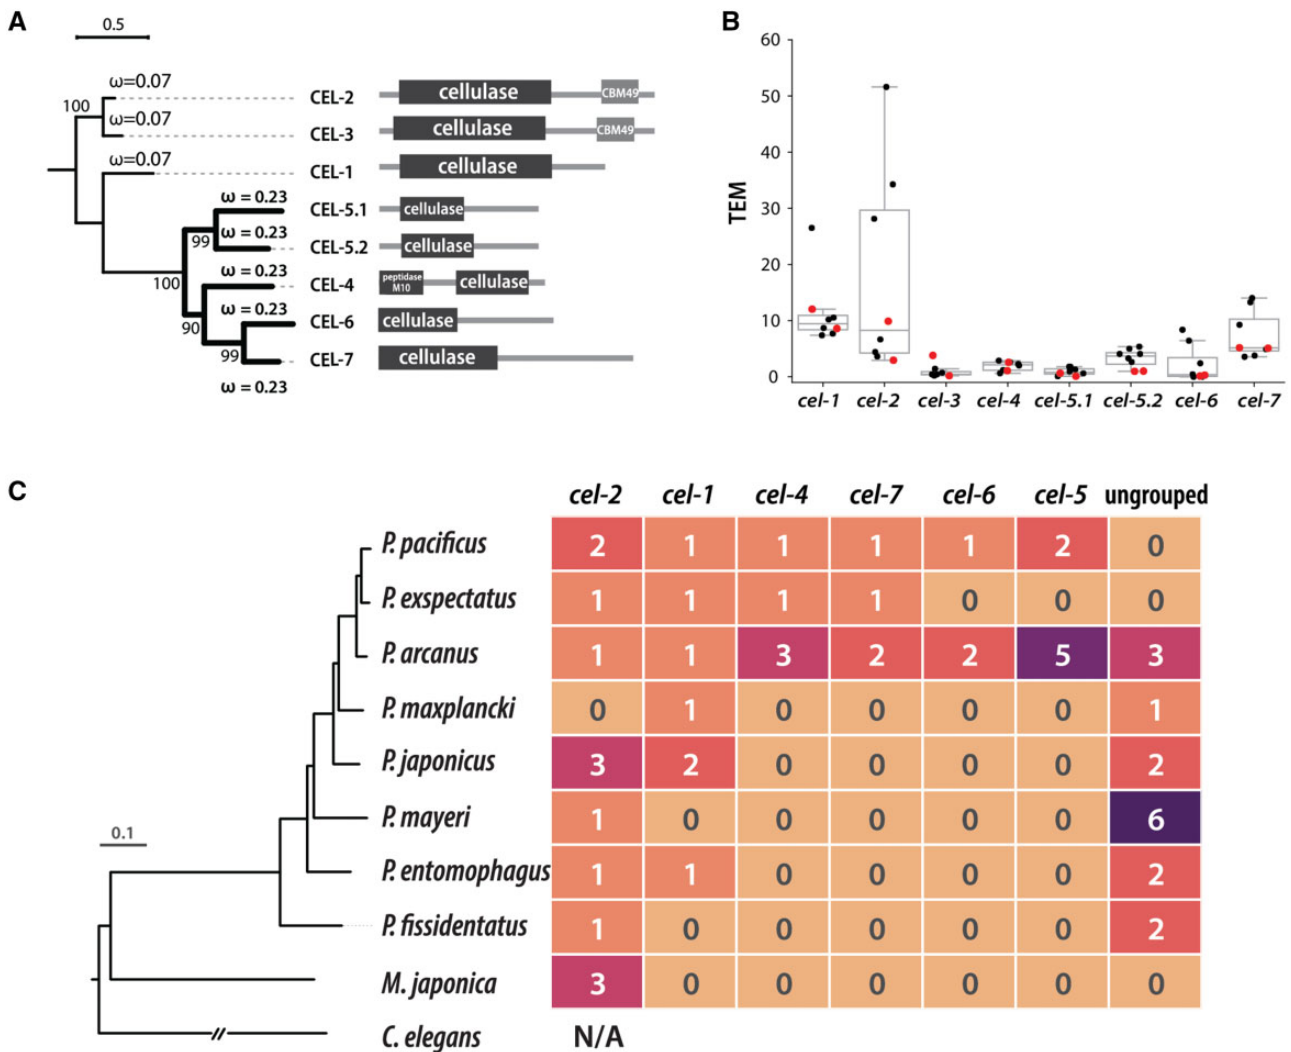 A
0.5
ω=0.07
CEL-2
cellulase
CBM49
100
ω=0.07
CEL-3
cellulase
CBM49
ω=0.07
CEL-1
cellulase
ω = 0.23
CEL-5.1
cellulase
99
ω = 0.23
CEL-5.2
cellulase
100
ω = 0.23
CEL-4
peptidase
M10
cellulase
90
ω = 0.23
CEL-6
cellulase
99
CEL-7
cellulase
ω = 0.23
B
TEM
60
50
40
30
20
10
0
cel-1 cel-2 cel-3 cel-4 cel-5.1 cel-5.2 cel-6 cel-7
C
cel-2 cel-1 cel-4 cel-7 cel-6 cel-5 ungrouped
P. pacificus 2 1 1 1 1 2 0
P. exspectatus 1 1 1 1 0 0 0
P. arcanus 1 1 3 2 2 5 3
P. maxplancki 0 1 0 0 0 0 1
P. japonicus 3 2 0 0 0 0 2
P. mayeri 1 0 0 0 0 0 6
0.1
P. entomophagus 1 1 0 0 0 0 2
P. fissidentatus 1 0 0 0 0 0 2
M. japonica 3 0 0 0 0 0 0
C. elegans N/A